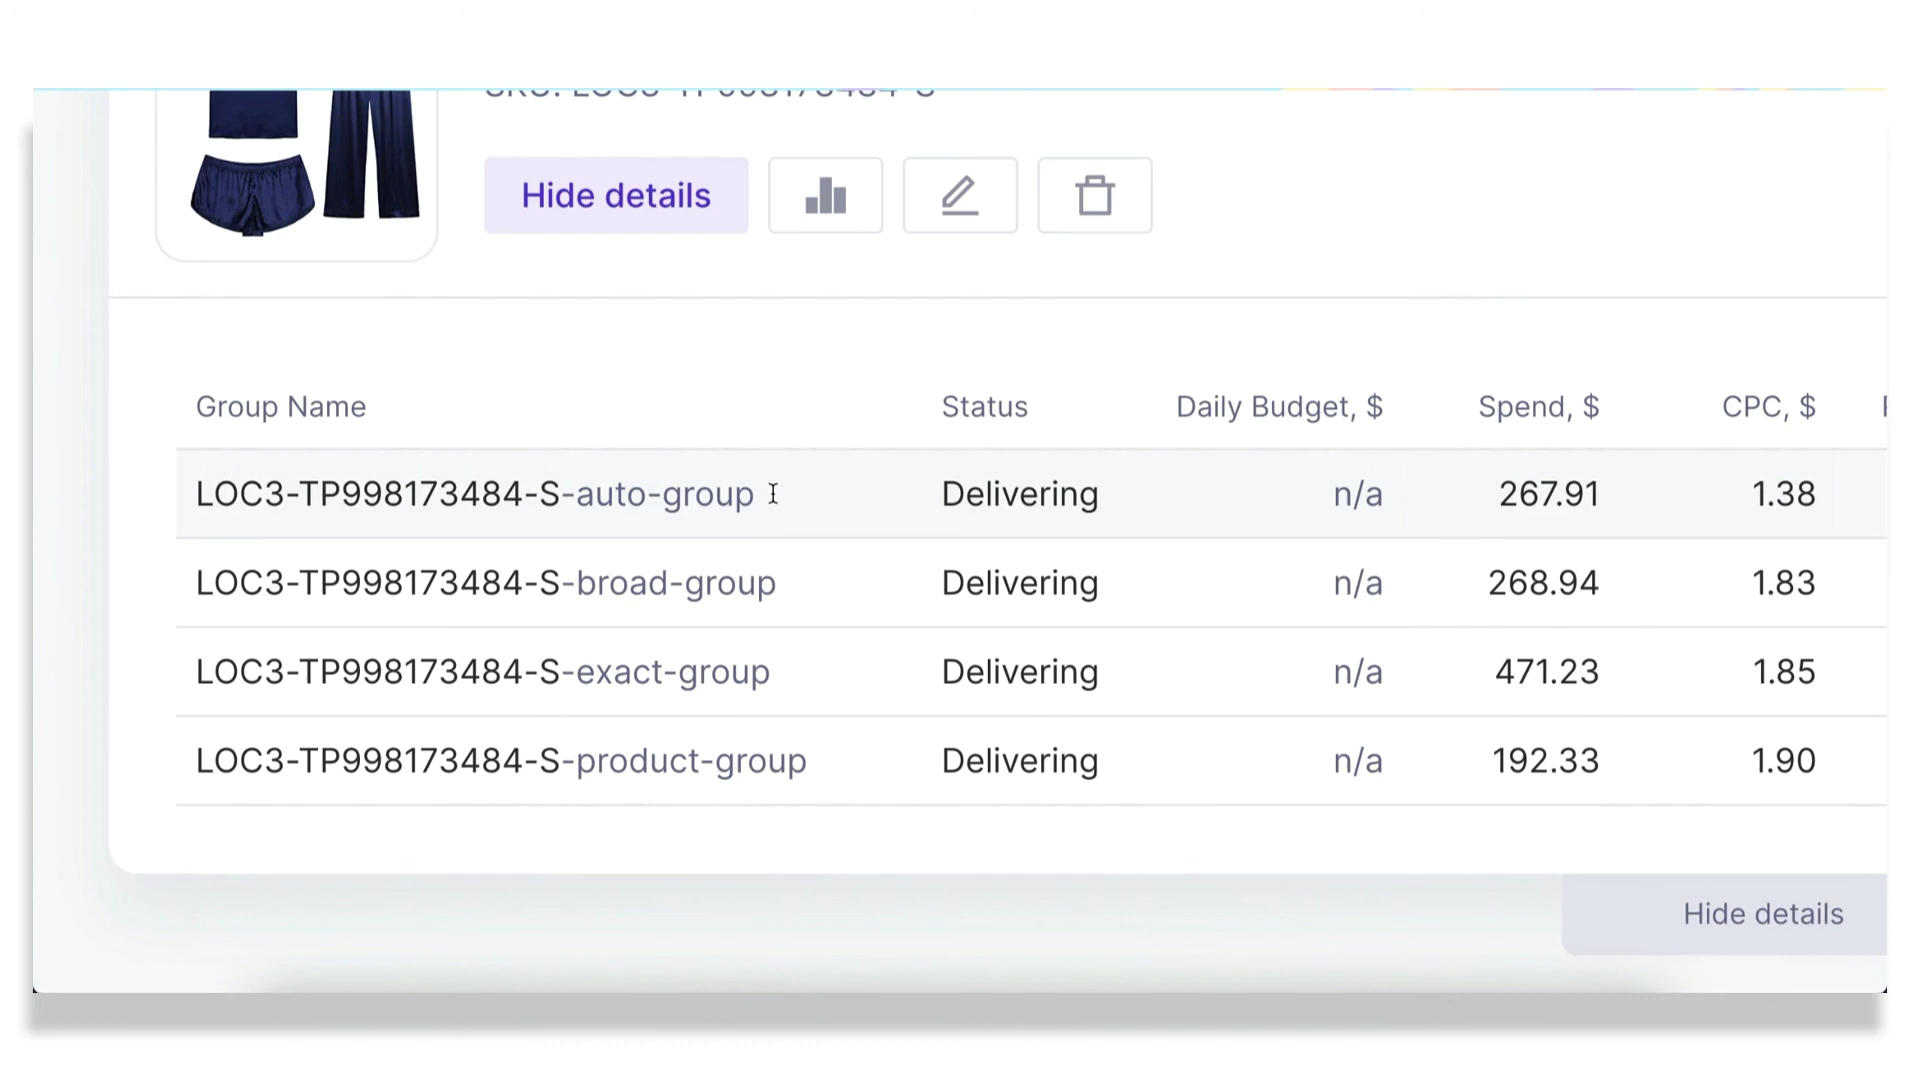 Hide details
Group Name Status Daily Budget, $ Spend, $ CPC, $
LOC3-TP998173484-S-auto-group Delivering n/a 267.91 1.38
LOC3-TP998173484-S-broad-group Delivering n/a 268.94 1.83
LOC3-TP998173484-S-exact-group Delivering n/a 471.23 1.85
LOC3-TP998173484-S-product-group Delivering n/a 192.33 1.90
Hide details